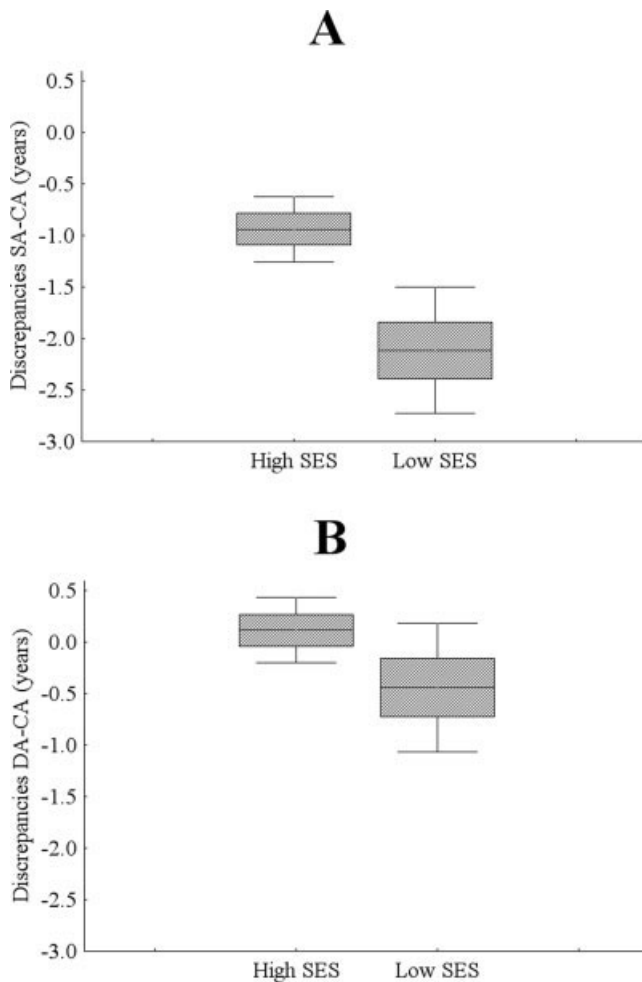 A
Discrepancies SA-CA (years)
0.5
0.0
-0.5
-1.0
-1.5
-2.0
-2.5
-3.0
High SES Low SES
B
Discrepancies DA-CA (years)
0.5
0.0
-0.5
-1.0
-1.5
-2.0
-2.5
-3.0
High SES Low SES